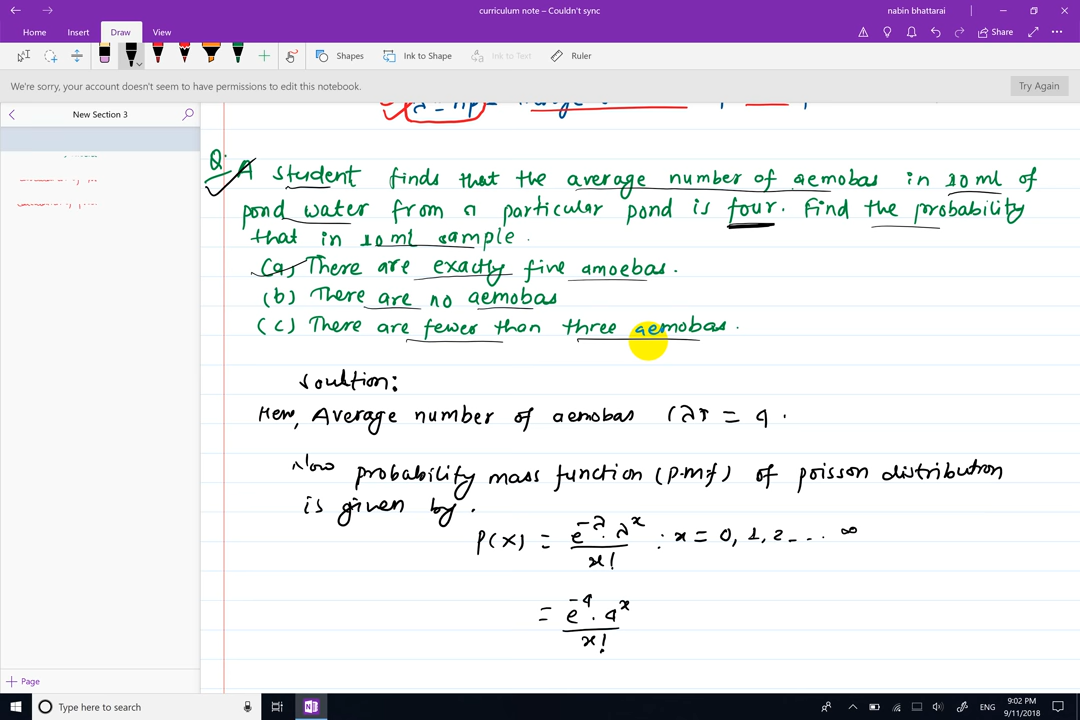 curriculum note – Couldn't sync
nabin bhattarai
Home Insert Draw View
Share
Shapes Ink to Shape Ink to Text Ruler
We're sorry, your account doesn't seem to have permissions to edit this notebook.
Try Again
New Section 3
λ = np
Q: A student finds that the average number of aemobas in 10 ml of
pond water from a particular pond is four. Find the probability
that in 10 ml sample.
(a) There are exactly five amoebas.
(b) There are no aemobas
(c) There are fewer than three aemobas.
Soultion:
Here, Average number of aemobas (λ) = 4.
Now probability mass function (p.m.f) of poisson distribution
is given by.
P(X) = e^-λ . λ^x / x! : x = 0, 1, 2 - - . . ∞
= e^-4 . 4^x / x!
+ Page
Type here to search
ENG
9:02 PM
9/11/2018